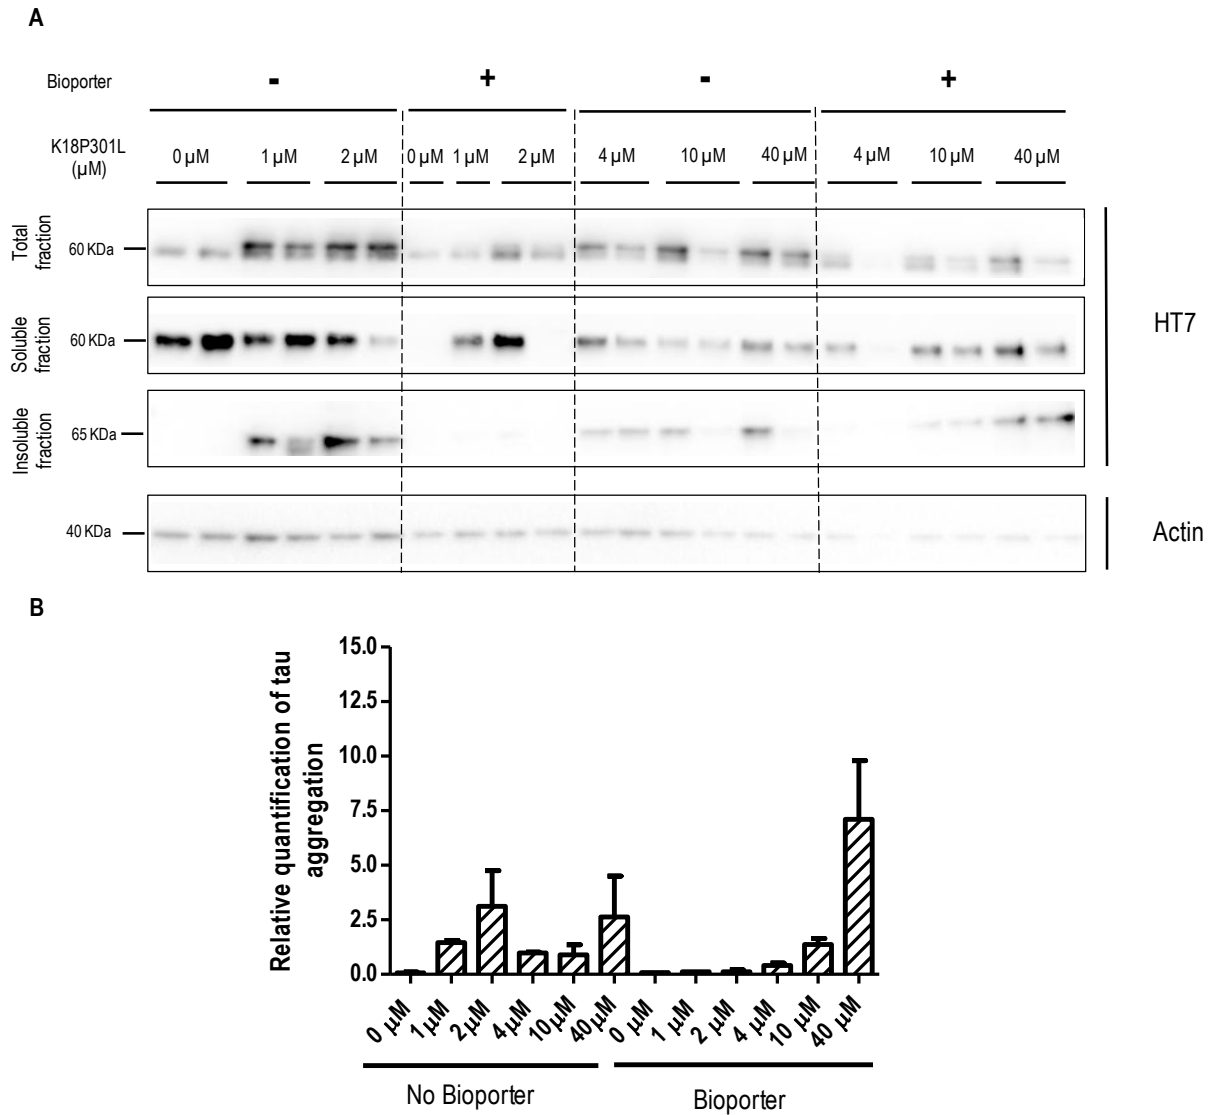 A
Bioporter - + - +
K18P301L
(µM)
0 µM 1 µM 2 µM 0 µM 1 µM 2 µM 4 µM 10 µM 40 µM 4 µM 10 µM 40 µM
Total
fraction
60 KDa
Soluble
fraction
60 KDa
Insoluble
fraction
65 KDa
HT7
40 KDa
Actin
B
Relative quantification of tau
aggregation
15.0
12.5
10.0
7.5
5.0
2.5
0.0
0 µM 1 µM 2 µM 4 µM 10 µM 40 µM 0 µM 1 µM 2 µM 4 µM 10 µM 40 µM
No Bioporter
Bioporter